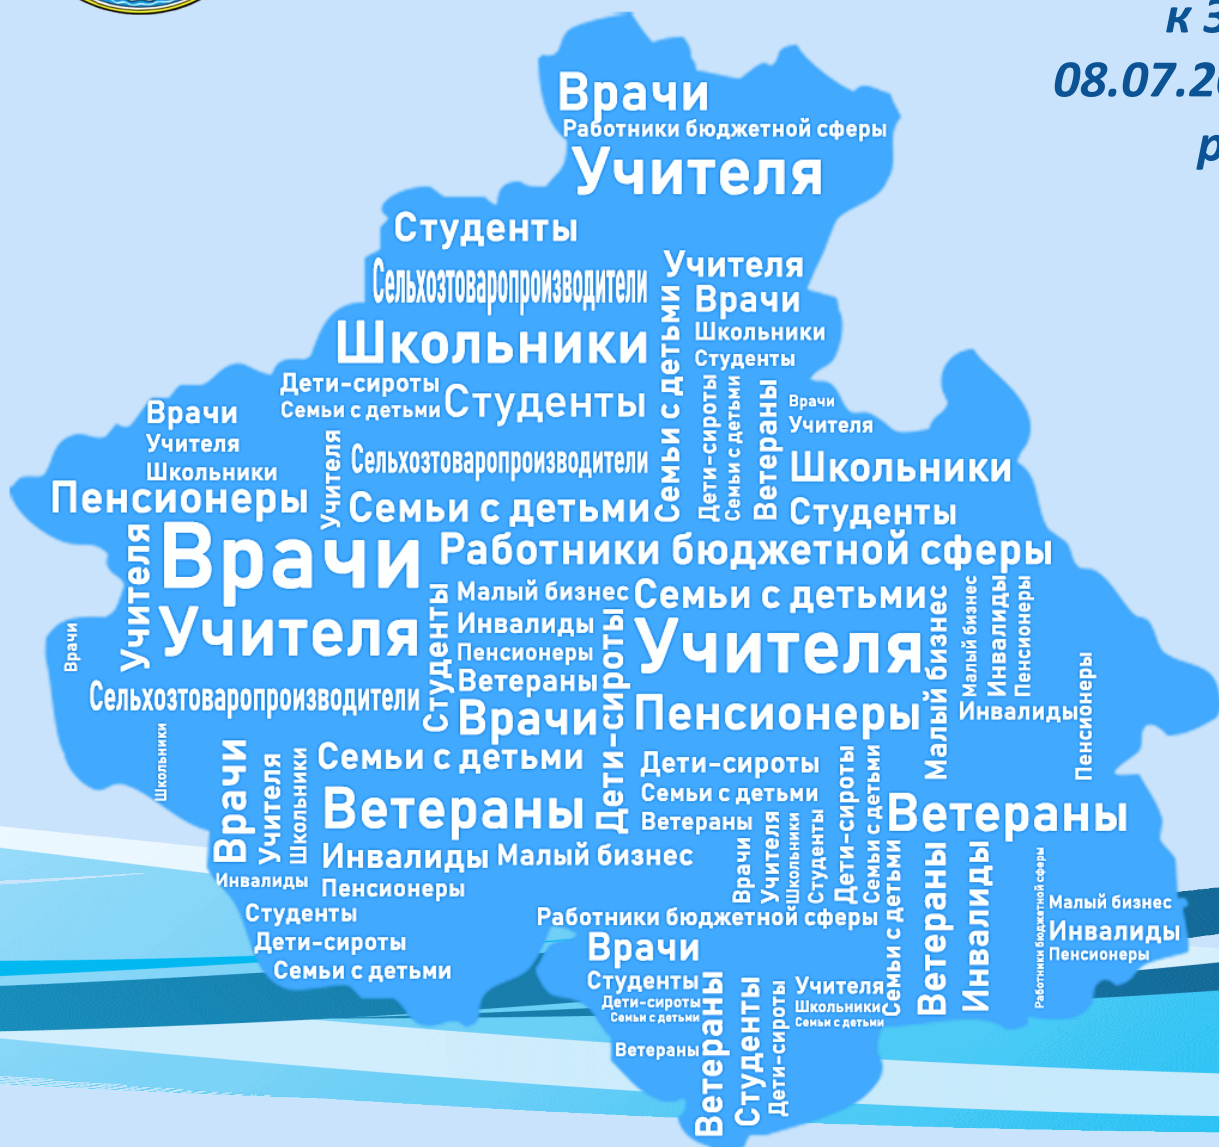 к З
08.07.20
р
Врачи
Работники бюджетной сферы
Учителя
Студенты
Сельхозтоваропроизводители
Учителя
Врачи
Школьники
Школьники
Студенты
Семьи с детьми
Дети-сироты
Семьи с детьми
Студенты
Дети-сироты
Семьи с детьми
Ветераны
Врачи
Учителя
Врачи
Учителя
Школьники
Пенсионеры
Учителя
Сельхозтоваропроизводители
Семьи с детьми
Школьники
Студенты
Врачи
Работники бюджетной сферы
Учителя
Учителя
Врачи
Студенты
Малый бизнес
Инвалиды
Пенсионеры
Ветераны
Врачи
Дети-сироты
Семьи с детьми
Учителя
Пенсионеры
Малый бизнес
Малый бизнес
Инвалиды
Пенсионеры
Инвалиды
Пенсионеры
Сельхозтоваропроизводители
Школьники
Врачи
Учителя
Школьники
Семьи с детьми
Ветераны
Инвалиды
Малый бизнес
Инвалиды
Пенсионеры
Студенты
Дети-сироты
Семьи с детьми
Дети-сироты
Семьи с детьми
Ветераны
Врачи
Учителя
Школьники
Студенты
Дети-сироты
Семьи с детьми
Ветераны
Работники бюджетной сферы
Семьи с детьми
Ветераны
Инвалиды
Работники бюджетной сферы
Малый бизнес
Инвалиды
Пенсионеры
Врачи
Студенты
Дети-сироты
Семьи с детьми
Ветераны
Ветераны
Студенты
Дети-сироты
Учителя
Школьники
Семьи с детьми